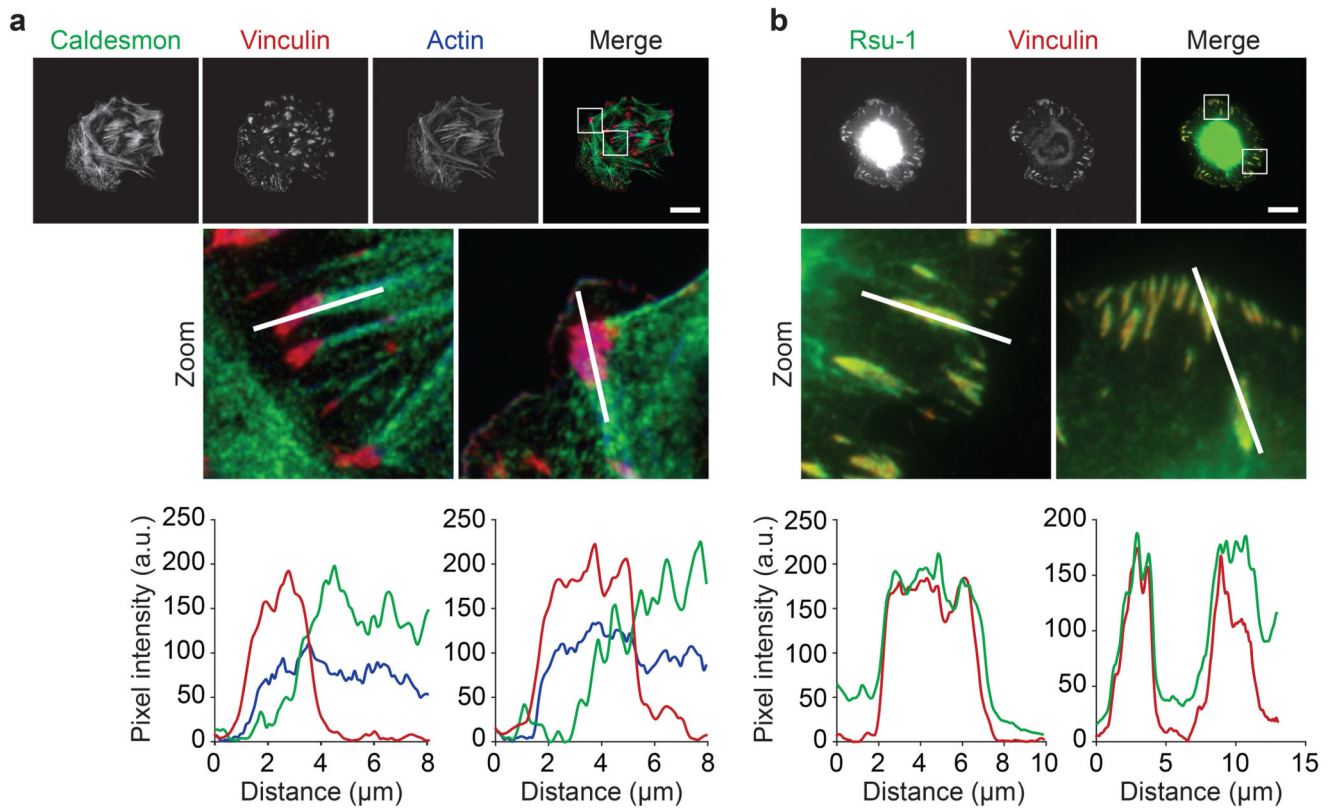 a
Caldesmon Vinculin Actin Merge
Zoom
Pixel intensity (a.u.)
250
200
150
100
50
0
0 2 4 6 8
Distance (µm)
250
200
150
100
50
0
0 2 4 6 8
Distance (µm)
b
Rsu-1 Vinculin Merge
Zoom
Pixel intensity (a.u.)
250
200
150
100
50
0
0 2 4 6 8 10
Distance (µm)
200
150
100
50
0
0 5 10 15
Distance (µm)